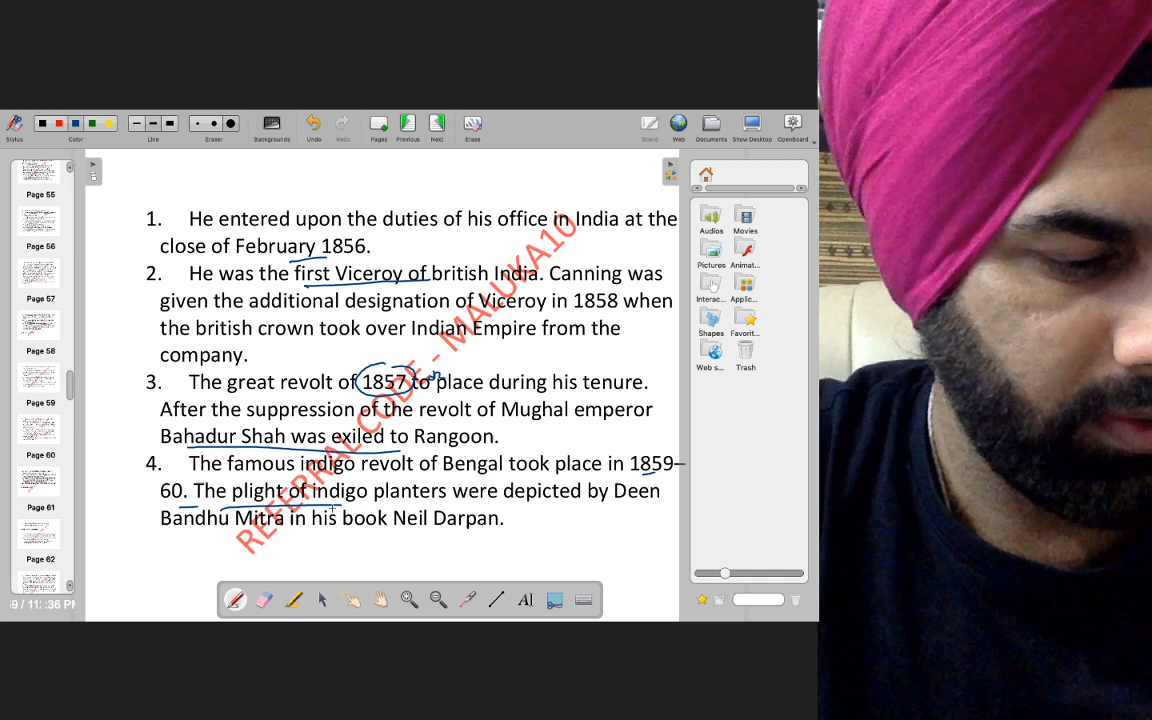 Stylus Color Line Eraser Backgrounds Undo Redo Pages Previous Next Erase Board Web Documents Show Desktop OpenBoard
Page 55
Page 56
Page 57
Page 58
Page 59
Page 60
Page 61
Page 62
1. He entered upon the duties of his office in India at the
close of February 1856.
2. He was the first Viceroy of british India. Canning was
given the additional designation of Viceroy in 1858 when
the british crown took over Indian Empire from the
company.
3. The great revolt of 1857 to place during his tenure.
After the suppression of the revolt of Mughal emperor
Bahadur Shah was exiled to Rangoon.
4. The famous indigo revolt of Bengal took place in 1859–
60. The plight of indigo planters were depicted by Deen
Bandhu Mitra in his book Neil Darpan.
REFERRAL CODE - MALUKA10
Audios Movies
Pictures Animat...
Interac... Applic...
Shapes Favorit...
Web s... Trash